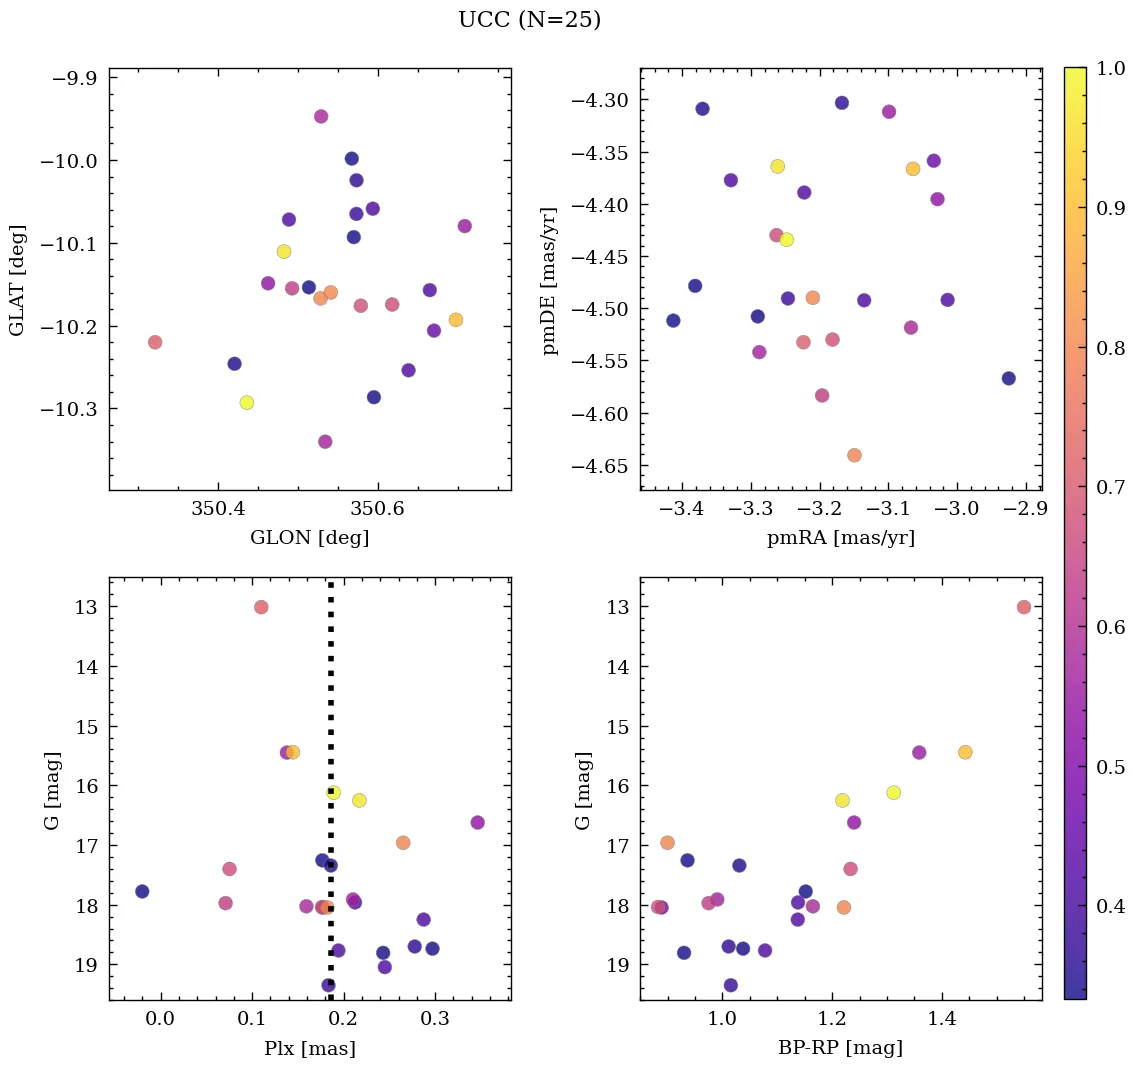 UCC (N=25)
−9.9
−10.0
−10.1
−10.2
−10.3
GLAT [deg]
350.4 350.6
GLON [deg]
−4.30
−4.35
−4.40
−4.45
−4.50
−4.55
−4.60
−4.65
pmDE [mas/yr]
−3.4 −3.3 −3.2 −3.1 −3.0 −2.9
pmRA [mas/yr]
1.0
0.9
0.8
0.7
0.6
0.5
0.4
13
14
15
16
17
18
19
G [mag]
0.0 0.1 0.2 0.3
Plx [mas]
13
14
15
16
17
18
19
G [mag]
1.0 1.2 1.4
BP-RP [mag]